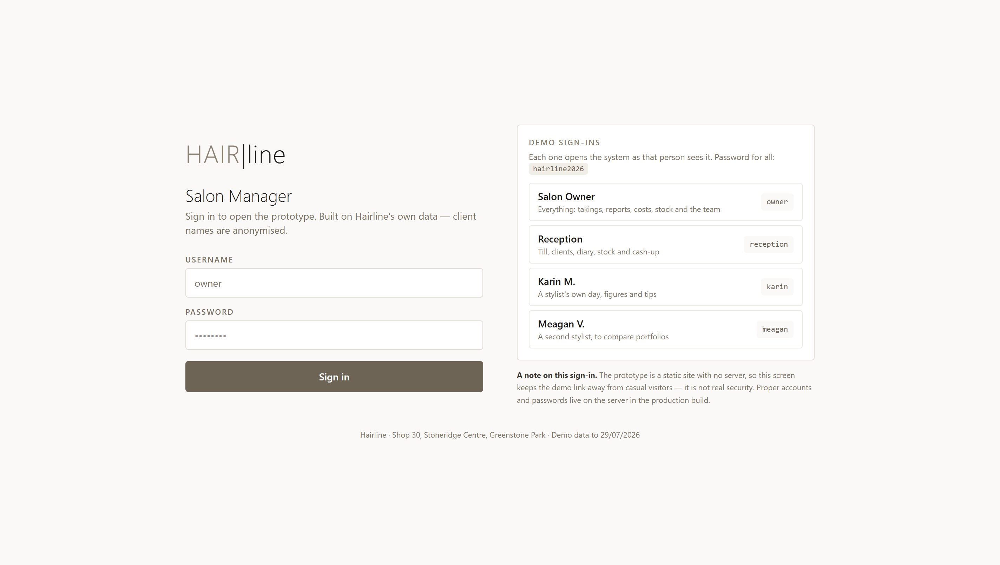 HAIR|line
Salon Manager
Sign in to open the prototype. Built on Hairline's own data — client
names are anonymised.
USERNAME
owner
PASSWORD
••••••••
Sign in
DEMO SIGN-INS
Each one opens the system as that person sees it. Password for all:
hairline2026
Salon Owner
Everything: takings, reports, costs, stock and the team
owner
Reception
Till, clients, diary, stock and cash-up
reception
Karin M.
A stylist's own day, figures and tips
karin
Meagan V.
A second stylist, to compare portfolios
meagan
A note on this sign-in. The prototype is a static site with no server, so this screen
keeps the demo link away from casual visitors — it is not real security. Proper accounts
and passwords live on the server in the production build.
Hairline · Shop 30, Stoneridge Centre, Greenstone Park · Demo data to 29/07/2026